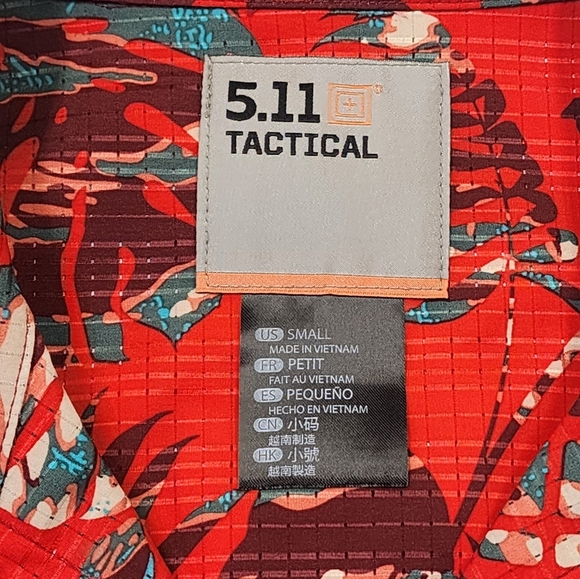 5.11
TACTICAL
US SMALL
MADE IN VIETNAM
FR PETIT
FAIT AU VIETNAM
ES PEQUEÑO
HECHO EN VIETNAM
CN 小码
越南制造
HK 小號
越南製造